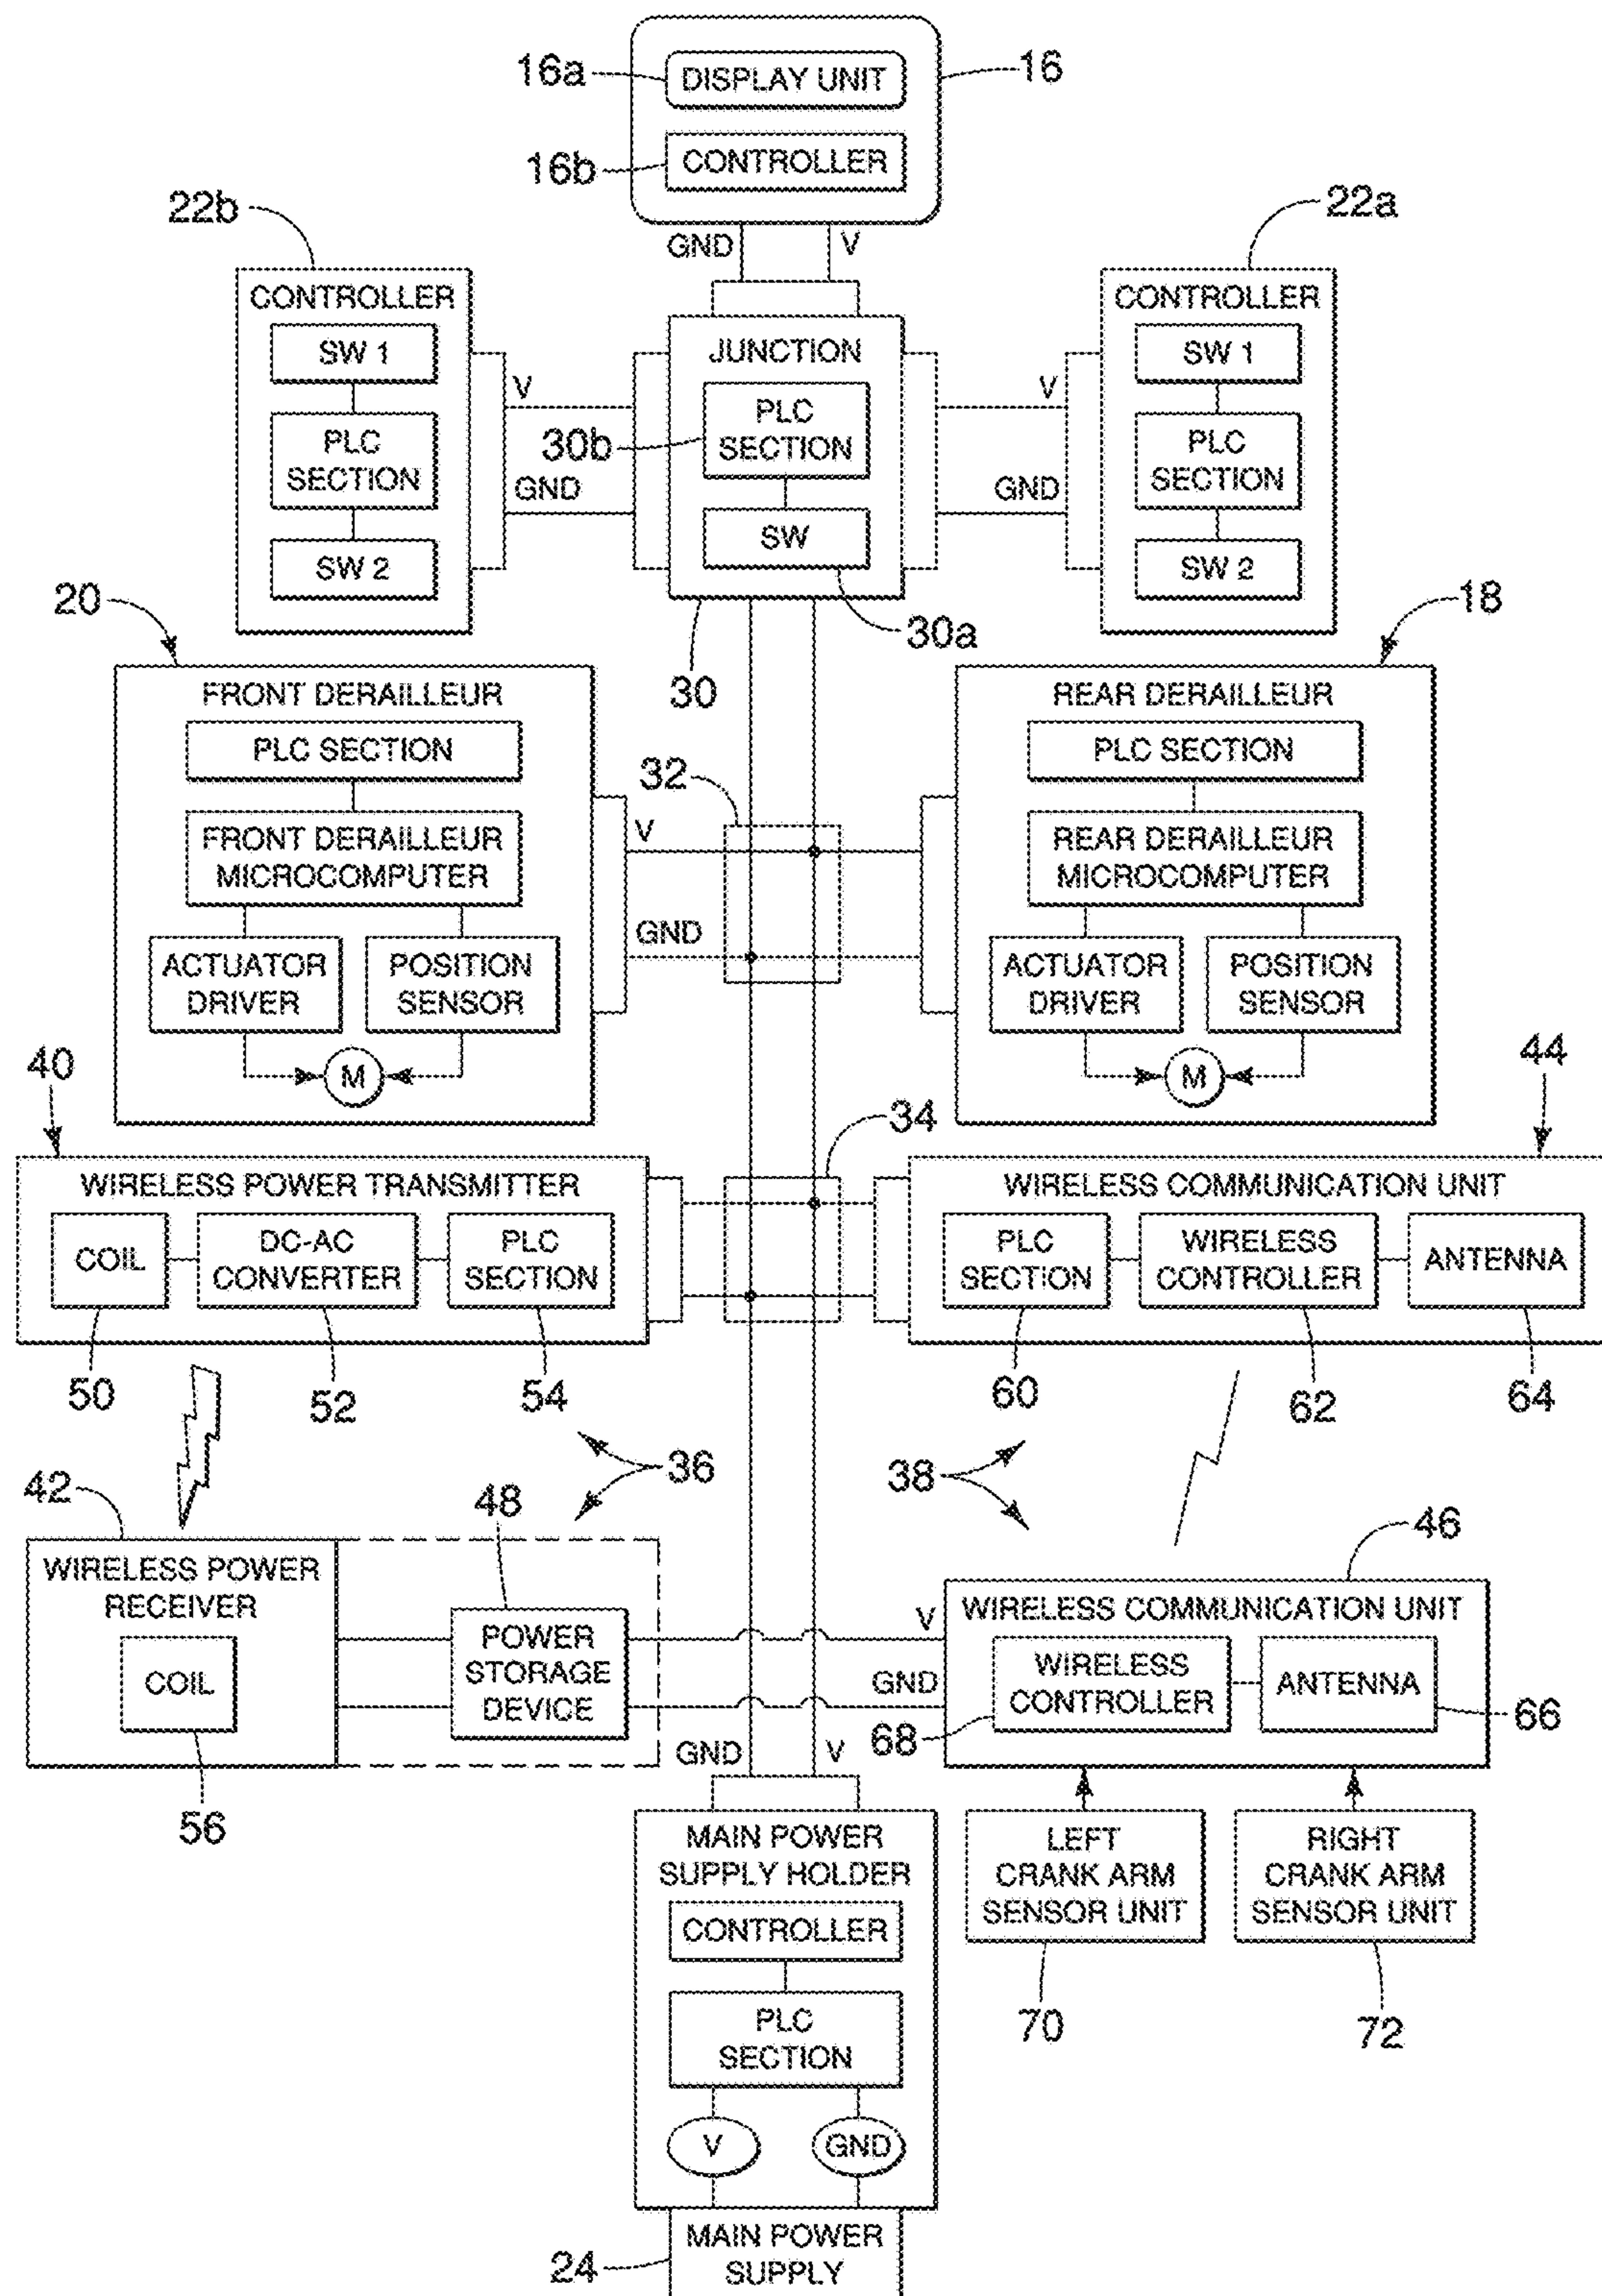 16a
DISPLAY UNIT
16
16b
CONTROLLER
22b
22a
GND
V
CONTROLLER
SW 1
PLC
SECTION
SW 2
V
GND
JUNCTION
PLC
SECTION
30b
SW
30a
30
V
GND
CONTROLLER
SW 1
PLC
SECTION
SW 2
20
18
FRONT DERAILLEUR
PLC SECTION
FRONT DERAILLEUR
MICROCOMPUTER
ACTUATOR
DRIVER
POSITION
SENSOR
M
32
V
GND
REAR DERAILLEUR
PLC SECTION
REAR DERAILLEUR
MICROCOMPUTER
ACTUATOR
DRIVER
POSITION
SENSOR
M
40
44
34
WIRELESS POWER TRANSMITTER
COIL
DC-AC
CONVERTER
PLC
SECTION
50
52
54
WIRELESS COMMUNICATION UNIT
PLC
SECTION
WIRELESS
CONTROLLER
ANTENNA
60
62
64
36
38
42
48
46
WIRELESS POWER
RECEIVER
COIL
56
POWER
STORAGE
DEVICE
V
GND
WIRELESS COMMUNICATION UNIT
WIRELESS
CONTROLLER
ANTENNA
68
66
GND
V
MAIN POWER
SUPPLY HOLDER
CONTROLLER
PLC
SECTION
V
GND
LEFT
CRANK ARM
SENSOR UNIT
RIGHT
CRANK ARM
SENSOR UNIT
70
72
24
MAIN POWER
SUPPLY